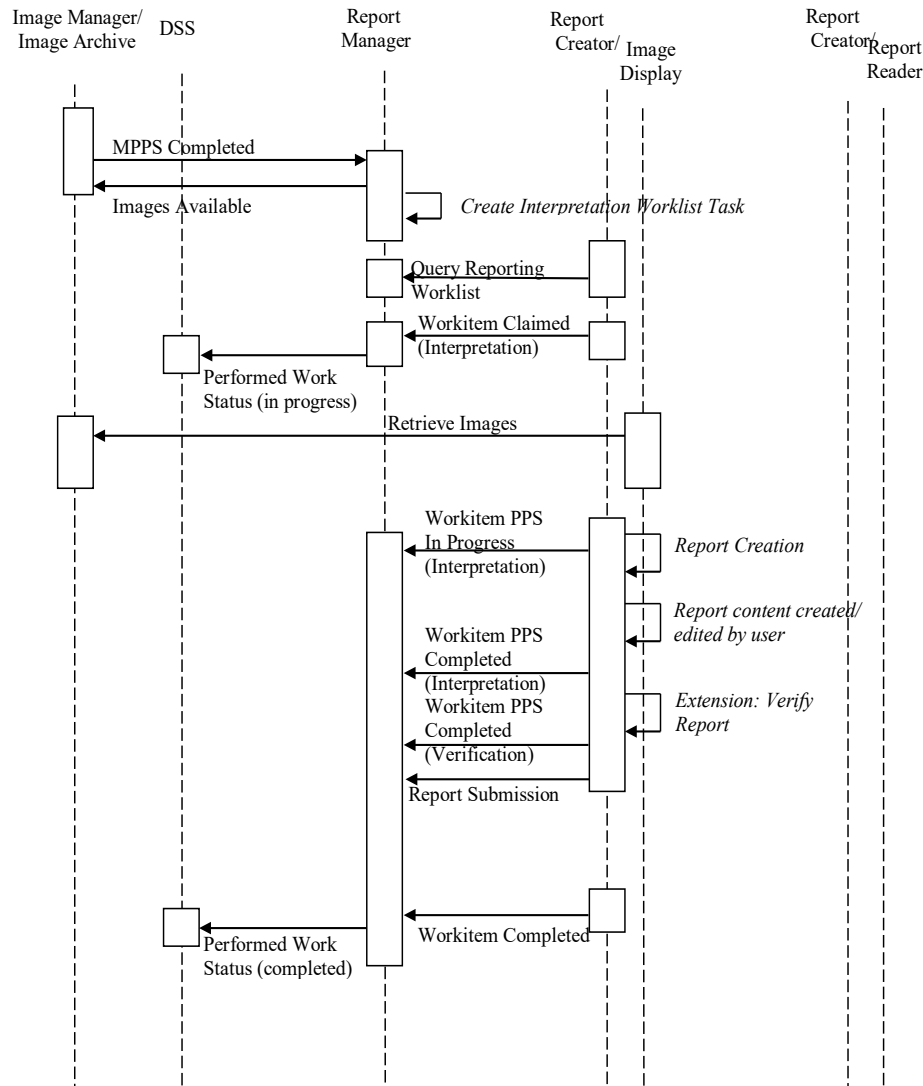 Image Manager/
Image Archive
DSS
Report
Manager
Report
Creator/
Image
Display
Report
Creator/
Report
Reader
MPPS Completed
Images Available
Create Interpretation Worklist Task
Query Reporting
Worklist
Workitem Claimed
(Interpretation)
Performed Work
Status (in progress)
Retrieve Images
Workitem PPS
In Progress
(Interpretation)
Report Creation
Report content created/
edited by user
Workitem PPS
Completed
(Interpretation)
Extension: Verify
Report
Workitem PPS
Completed
(Verification)
Report Submission
Workitem Completed
Performed Work
Status (completed)